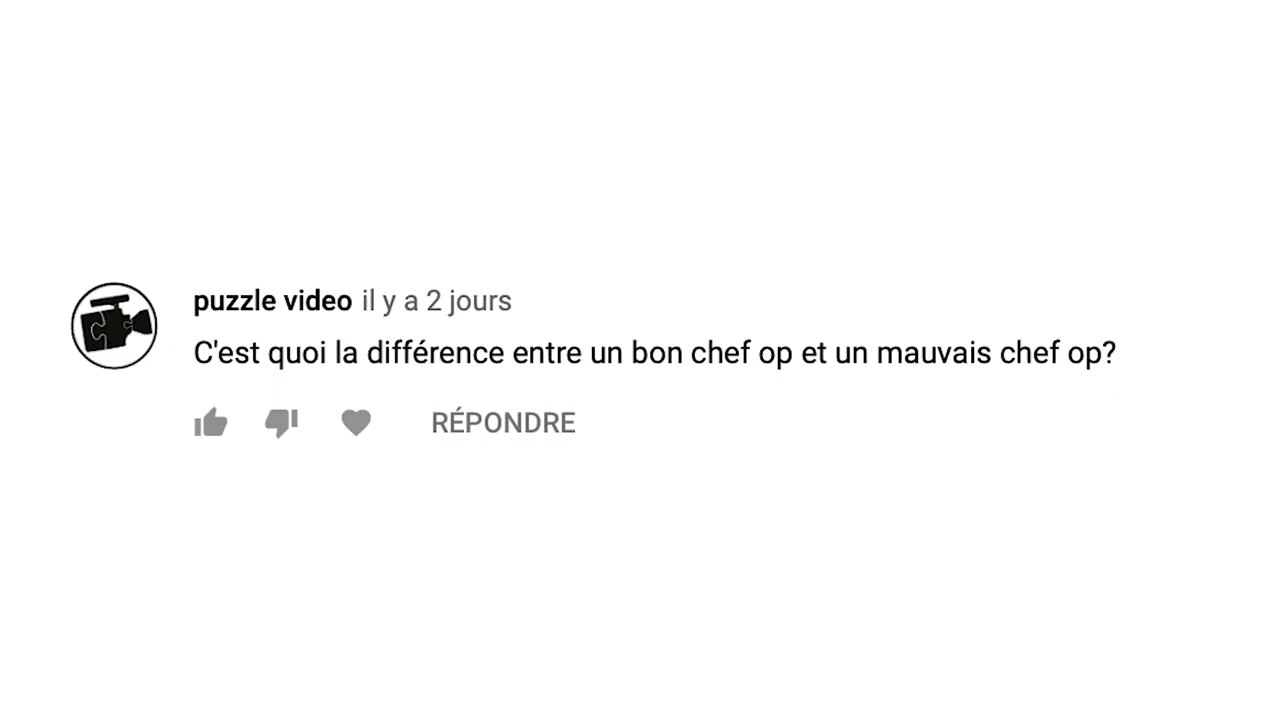 puzzle video il y a 2 jours
C'est quoi la différence entre un bon chef op et un mauvais chef op?
RÉPONDRE